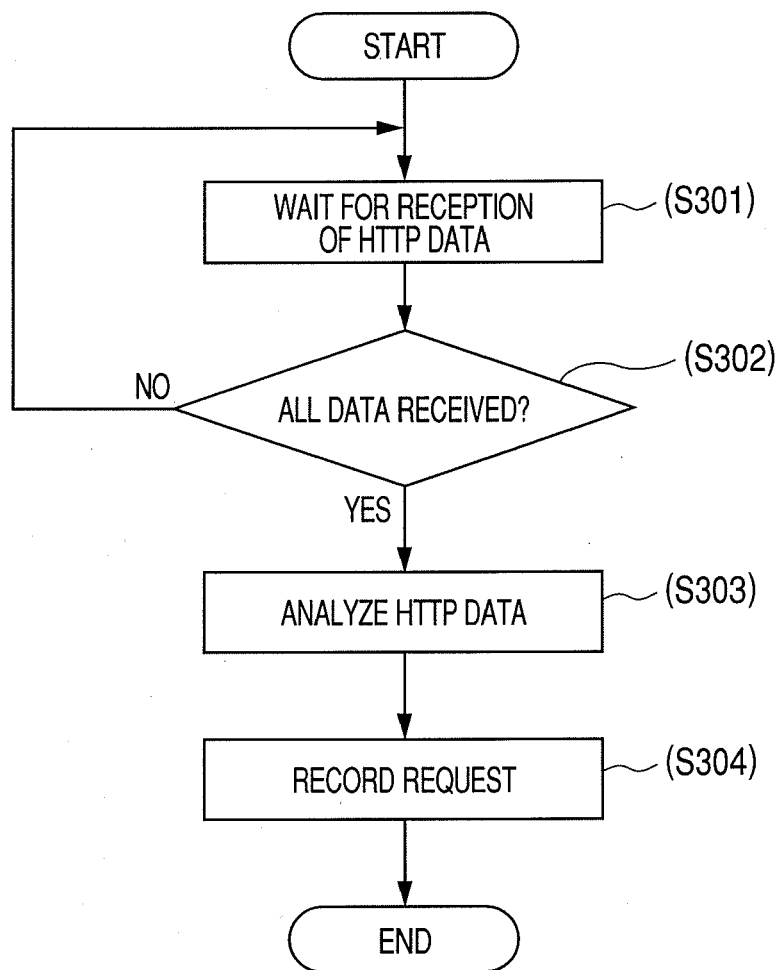 START
WAIT FOR RECEPTION
OF HTTP DATA
(S301)
ALL DATA RECEIVED?
(S302)
NO
YES
ANALYZE HTTP DATA
(S303)
RECORD REQUEST
(S304)
END